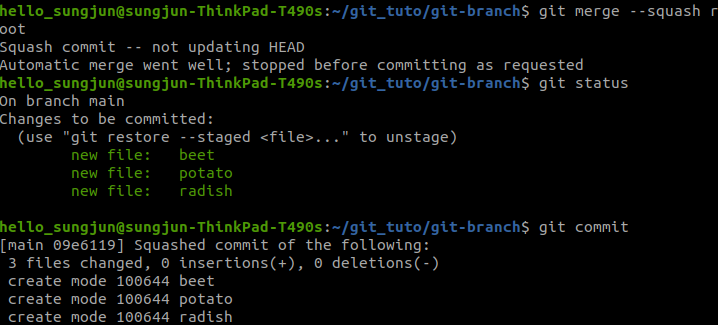 hello_sungjun@sungjun-ThinkPad-T490s:~/git_tuto/git-branch$ git merge --squash r
oot
Squash commit -- not updating HEAD
Automatic merge went well; stopped before committing as requested
hello_sungjun@sungjun-ThinkPad-T490s:~/git_tuto/git-branch$ git status
On branch main
Changes to be committed:
  (use "git restore --staged <file>..." to unstage)
        new file:   beet
        new file:   potato
        new file:   radish
hello_sungjun@sungjun-ThinkPad-T490s:~/git_tuto/git-branch$ git commit
[main 09e6119] Squashed commit of the following:
 3 files changed, 0 insertions(+), 0 deletions(-)
 create mode 100644 beet
 create mode 100644 potato
 create mode 100644 radish